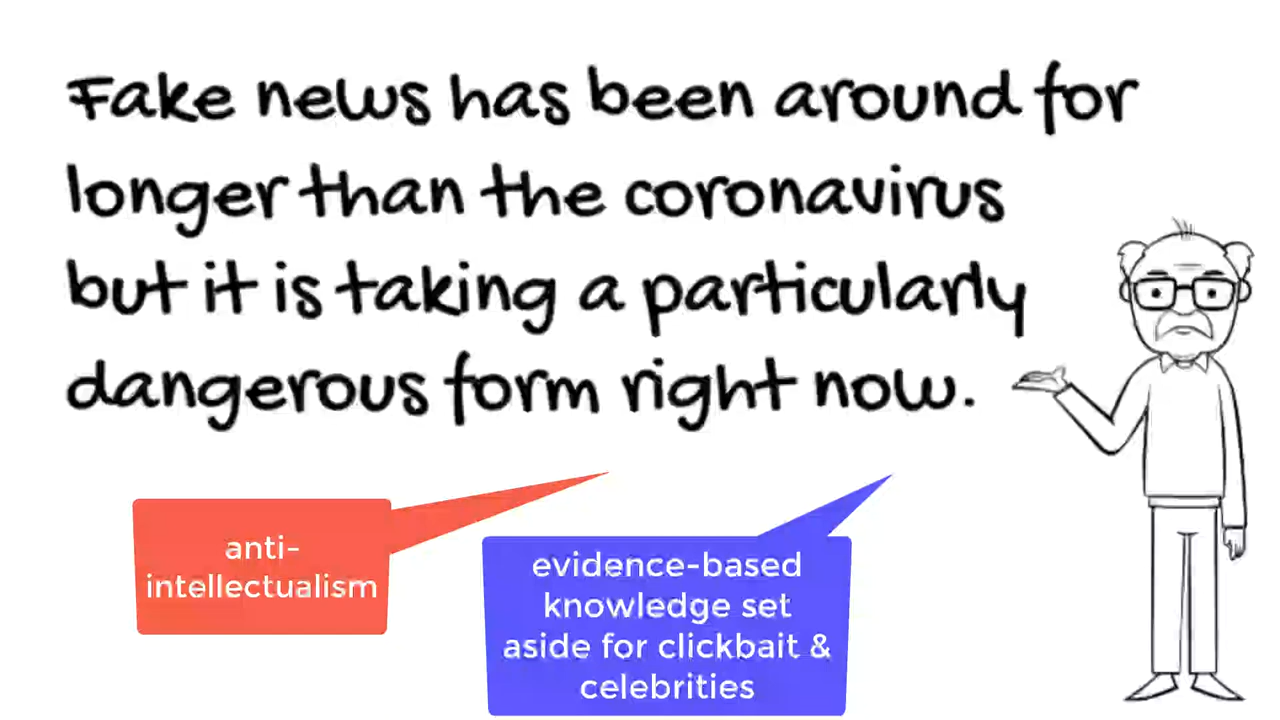 Fake news has been around for
longer than the coronavirus
but it is taking a particularly
dangerous form right now.
anti-
intellectualism
evidence-based
knowledge set
aside for clickbait &
celebrities